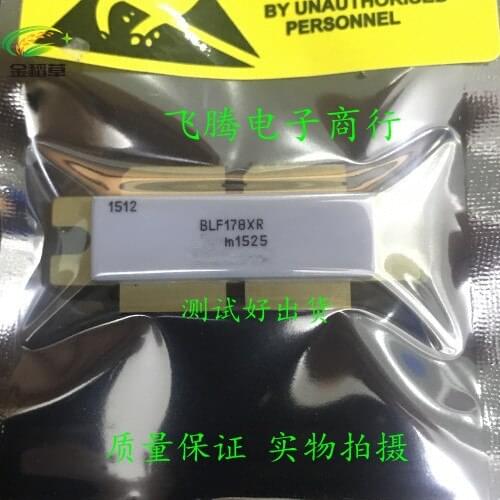 BY UNAUTHORISED
PERSONNEL
金稻草
飞腾电子商行
1512
BLF178XR
m1525
测试好出货
质量保证 实物拍摄